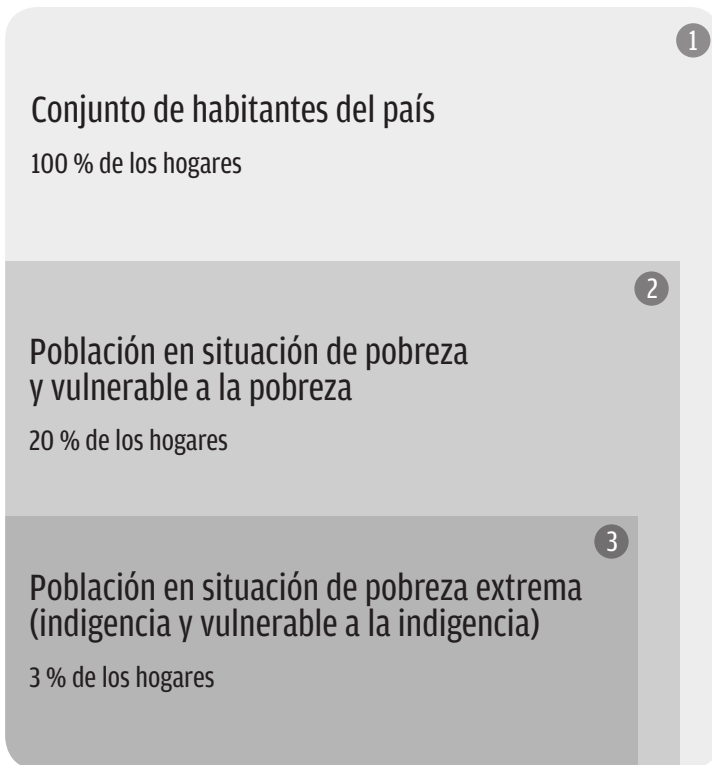 1
Conjunto de habitantes del país
100 % de los hogares
2
Población en situación de pobreza
y vulnerable a la pobreza
20 % de los hogares
3
Población en situación de pobreza extrema
(indigencia y vulnerable a la indigencia)
3 % de los hogares